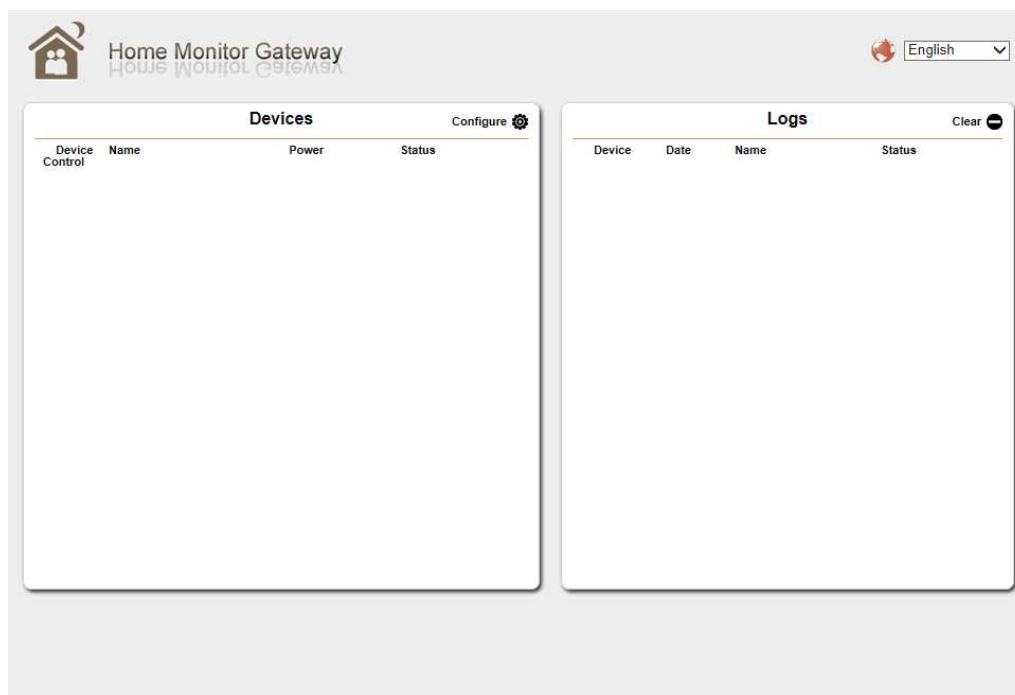 Home Monitor Gateway
English
Devices
Configure
Device Control
Name
Power
Status
Logs
Clear
Device
Date
Name
Status